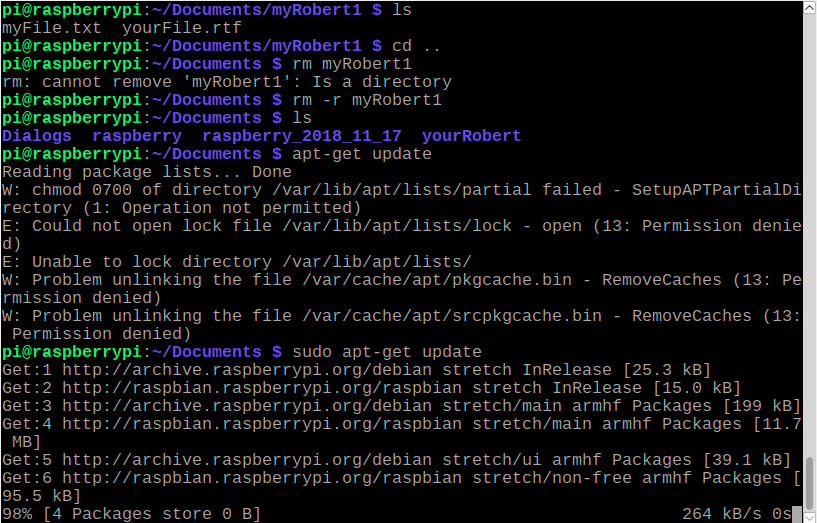 pi@raspberrypi:~/Documents/myRobert1 $ ls
myFile.txt  yourFile.rtf
pi@raspberrypi:~/Documents/myRobert1 $ cd ..
pi@raspberrypi:~/Documents $ rm myRobert1
rm: cannot remove 'myRobert1': Is a directory
pi@raspberrypi:~/Documents $ rm -r myRobert1
pi@raspberrypi:~/Documents $ ls
Dialogs  raspberry  raspberry_2018_11_17  yourRobert
pi@raspberrypi:~/Documents $ apt-get update
Reading package lists... Done
W: chmod 0700 of directory /var/lib/apt/lists/partial failed - SetupAPTPartialDi
rectory (1: Operation not permitted)
E: Could not open lock file /var/lib/apt/lists/lock - open (13: Permission denie
d)
E: Unable to lock directory /var/lib/apt/lists/
W: Problem unlinking the file /var/cache/apt/pkgcache.bin - RemoveCaches (13: Pe
rmission denied)
W: Problem unlinking the file /var/cache/apt/srcpkgcache.bin - RemoveCaches (13:
 Permission denied)
pi@raspberrypi:~/Documents $ sudo apt-get update
Get:1 http://archive.raspberrypi.org/debian stretch InRelease [25.3 kB]
Get:2 http://raspbian.raspberrypi.org/raspbian stretch InRelease [15.0 kB]
Get:3 http://archive.raspberrypi.org/debian stretch/main armhf Packages [199 kB]
Get:4 http://raspbian.raspberrypi.org/raspbian stretch/main armhf Packages [11.7
 MB]
Get:5 http://archive.raspberrypi.org/debian stretch/ui armhf Packages [39.1 kB]
Get:6 http://raspbian.raspberrypi.org/raspbian stretch/non-free armhf Packages [
95.5 kB]
98% [4 Packages store 0 B]                                          264 kB/s 0s